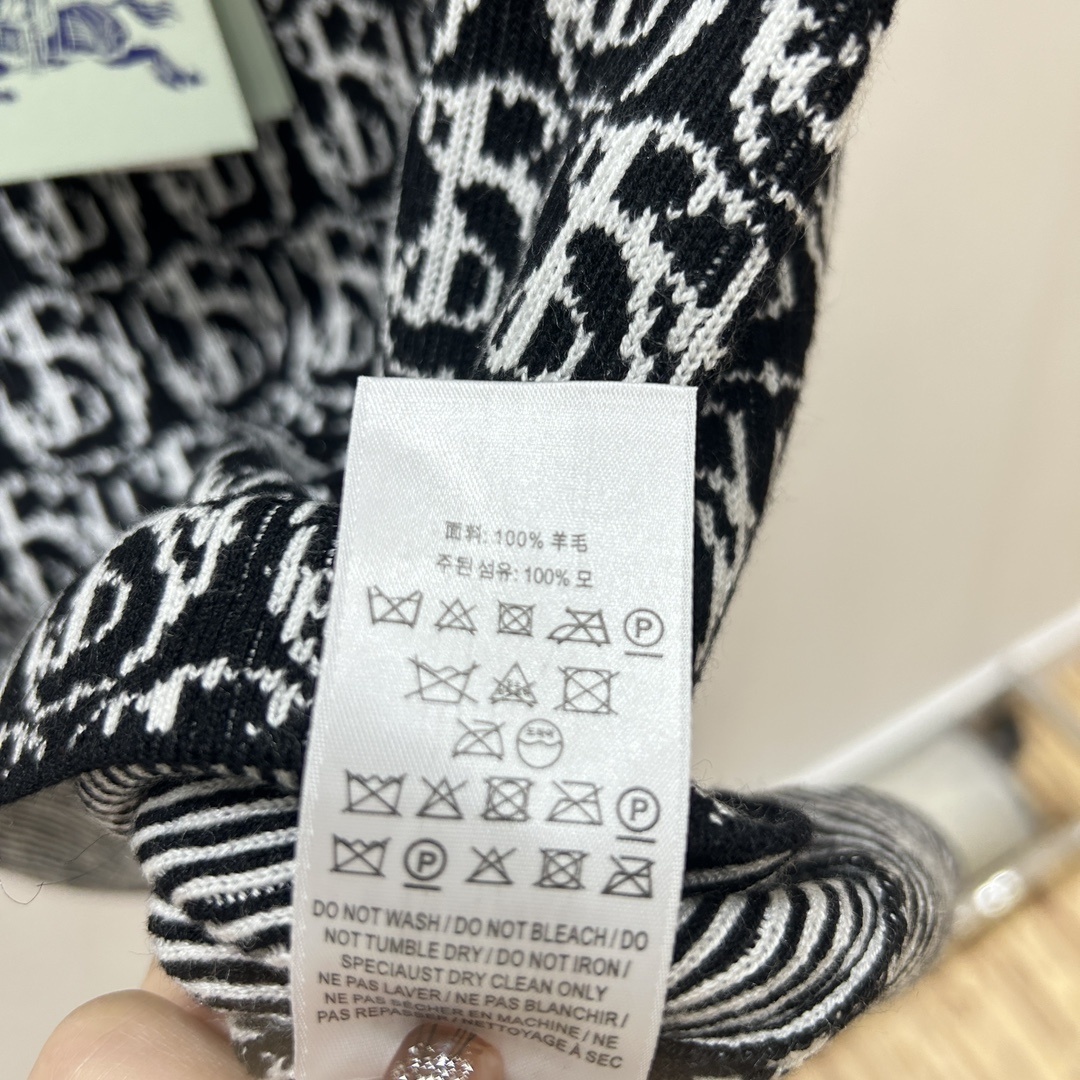 面料: 100% 羊毛
주된섬유: 100% 모
P
P
P
DO NOT WASH / DO NOT BLEACH / DO
NOT TUMBLE DRY / DO NOT IRON /
SPECIAUST DRY CLEAN ONLY
NE PAS LAVER / NE PAS BLANCHIR /
NE PAS SÉCHER EN MACHINE / NE
PAS REPASSER / NETTOYAGE À SEC